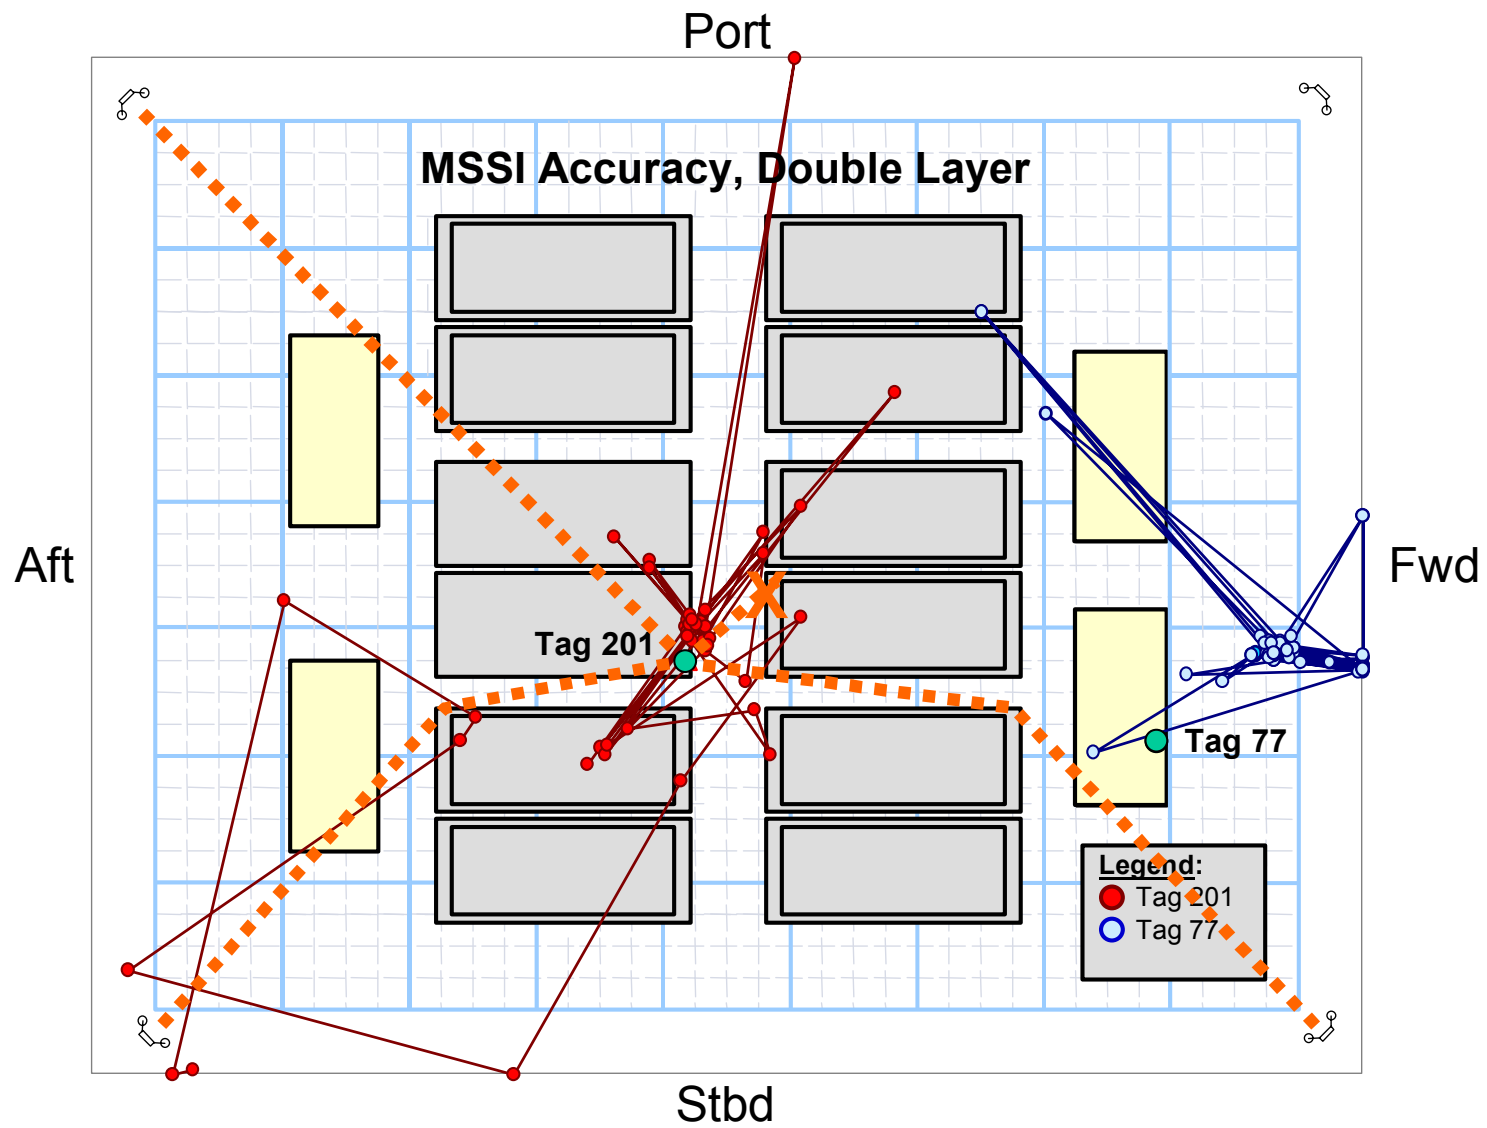 Port
MSSI Accuracy, Double Layer
Aft
Fwd
X
Tag 201
Tag 77
Legend:
Tag 201
Tag 77
Stbd